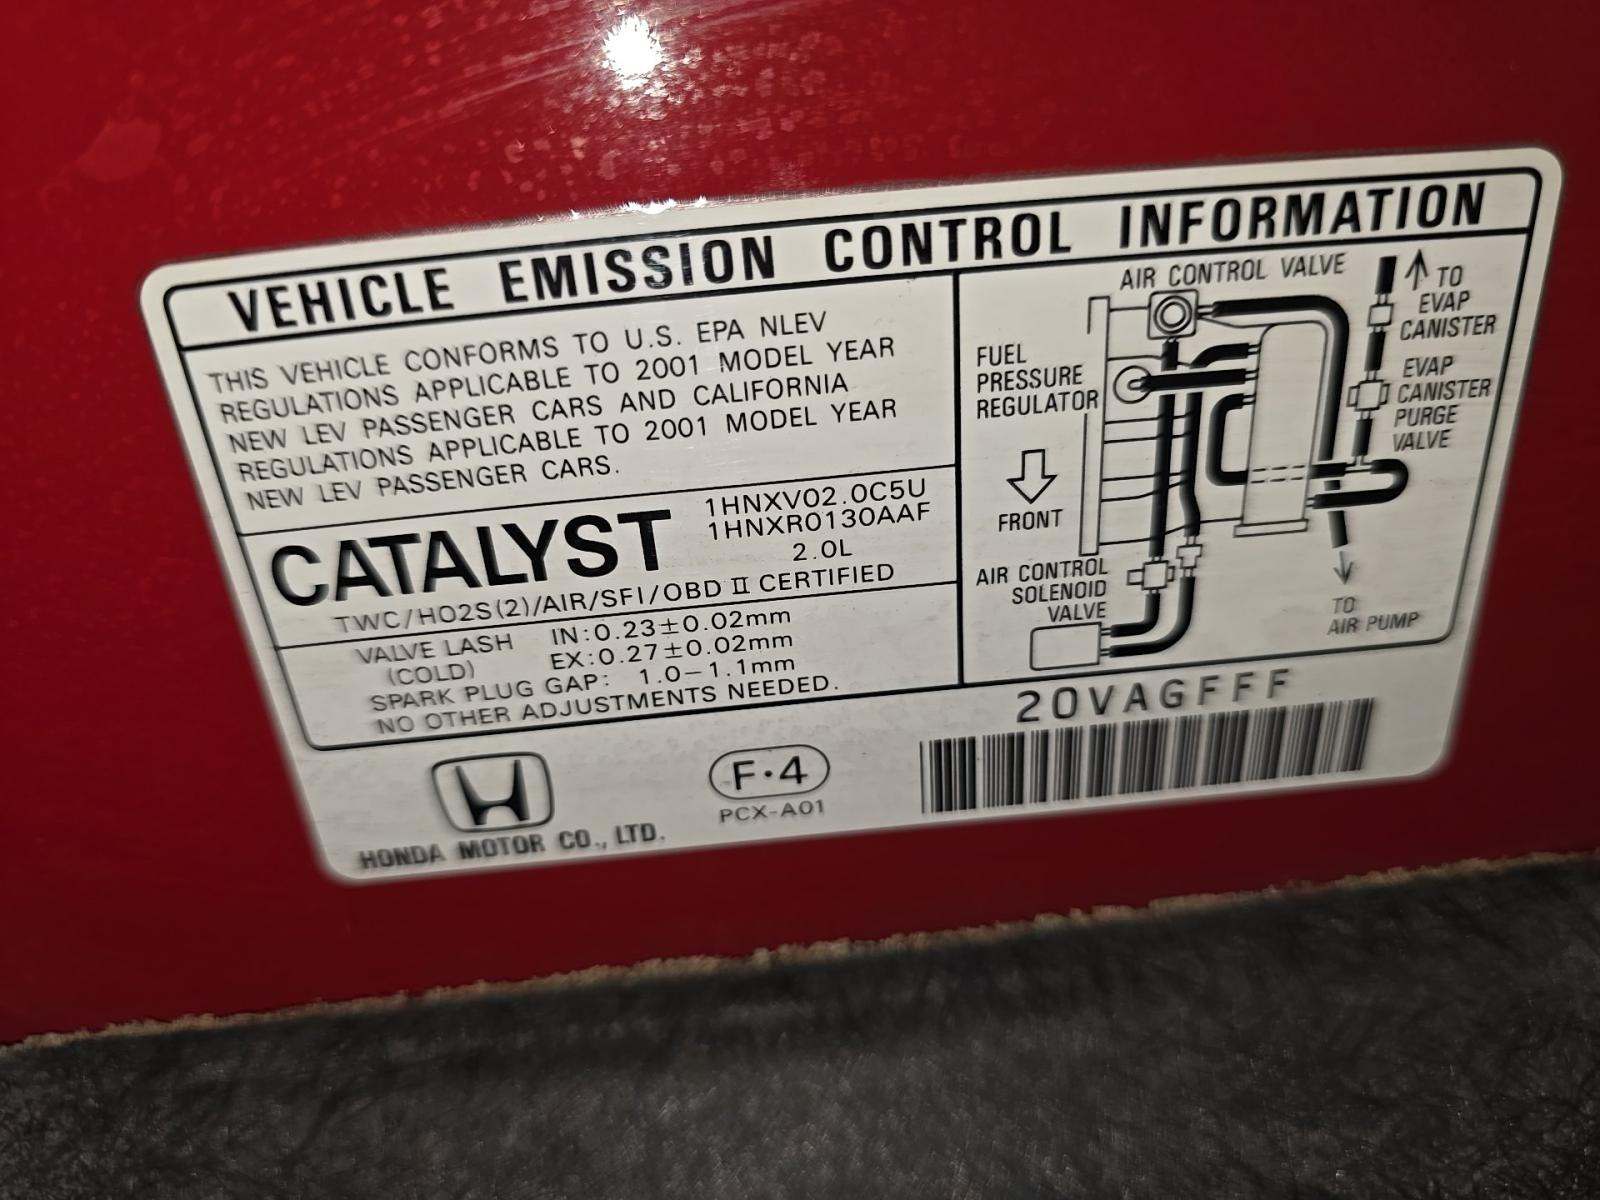 VEHICLE EMISSION CONTROL INFORMATION
THIS VEHICLE CONFORMS TO U.S. EPA NLEV
REGULATIONS APPLICABLE TO 2001 MODEL YEAR
NEW LEV PASSENGER CARS AND CALIFORNIA
REGULATIONS APPLICABLE TO 2001 MODEL YEAR
NEW LEV PASSENGER CARS.
CATALYST
1HNXV02.0C5U
1HNXR0130AAF
2.0L
TWC/HO2S(2)/AIR/SFI/OBD II CERTIFIED
VALVE LASH IN:0.23±0.02mm
(COLD) EX:0.27±0.02mm
SPARK PLUG GAP: 1.0-1.1mm
NO OTHER ADJUSTMENTS NEEDED.
AIR CONTROL VALVE
TO
EVAP
CANISTER
FUEL
PRESSURE
REGULATOR
EVAP
CANISTER
PURGE
VALVE
FRONT
AIR CONTROL
SOLENOID
VALVE
TO
AIR PUMP
20VAGFFF
HONDA MOTOR CO., LTD.
F·4
PCX-A01